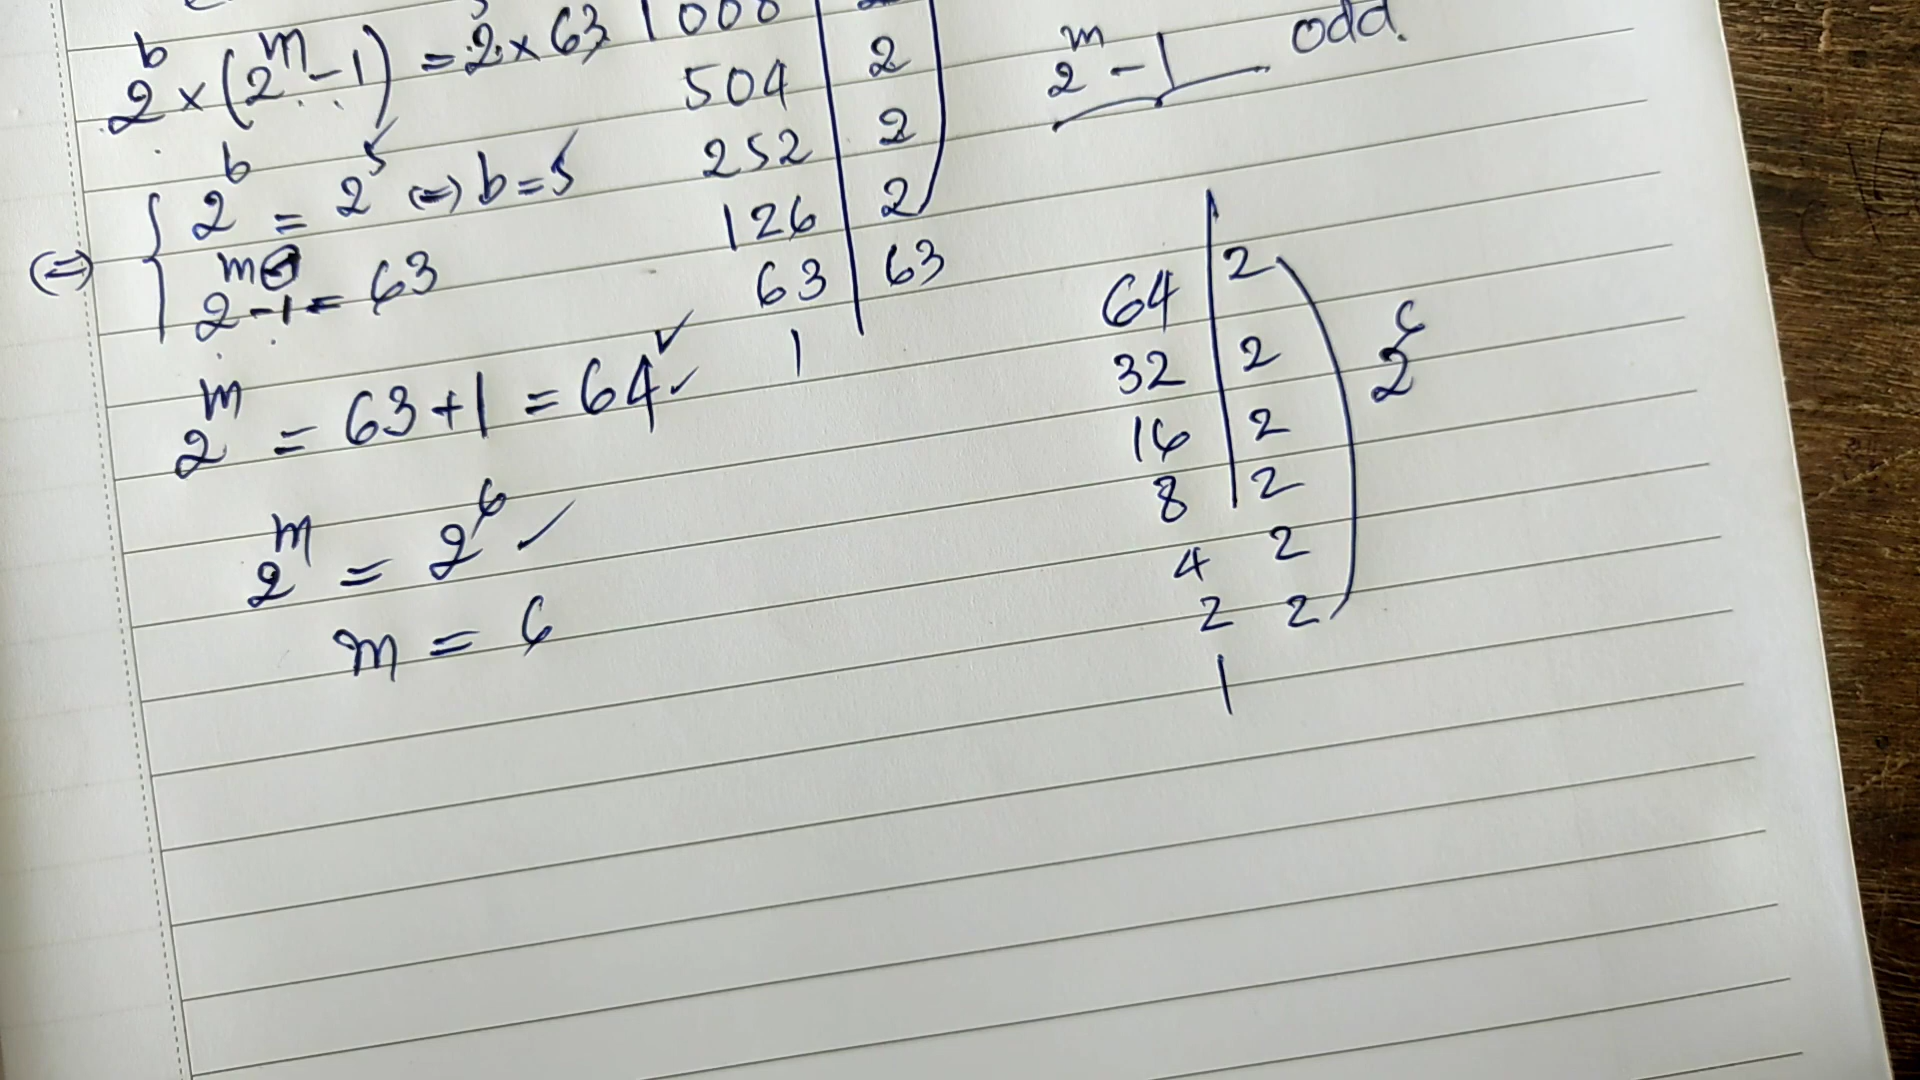 2^b × (2^m - 1) = 2^5 × 63
{ 2^b = 2^5 ⇔ b = 5
⇔
2^m - 1 = 63
2^m = 63 + 1 = 64 ✓
2^m = 2^6 ✓
m = 6
1008
504 | 2
252 | 2
126 | 2
63 | 63
1
2^m - 1 odd.
64 | 2
32 | 2
16 | 2
8 | 2
4 2
2 2
1
2^6